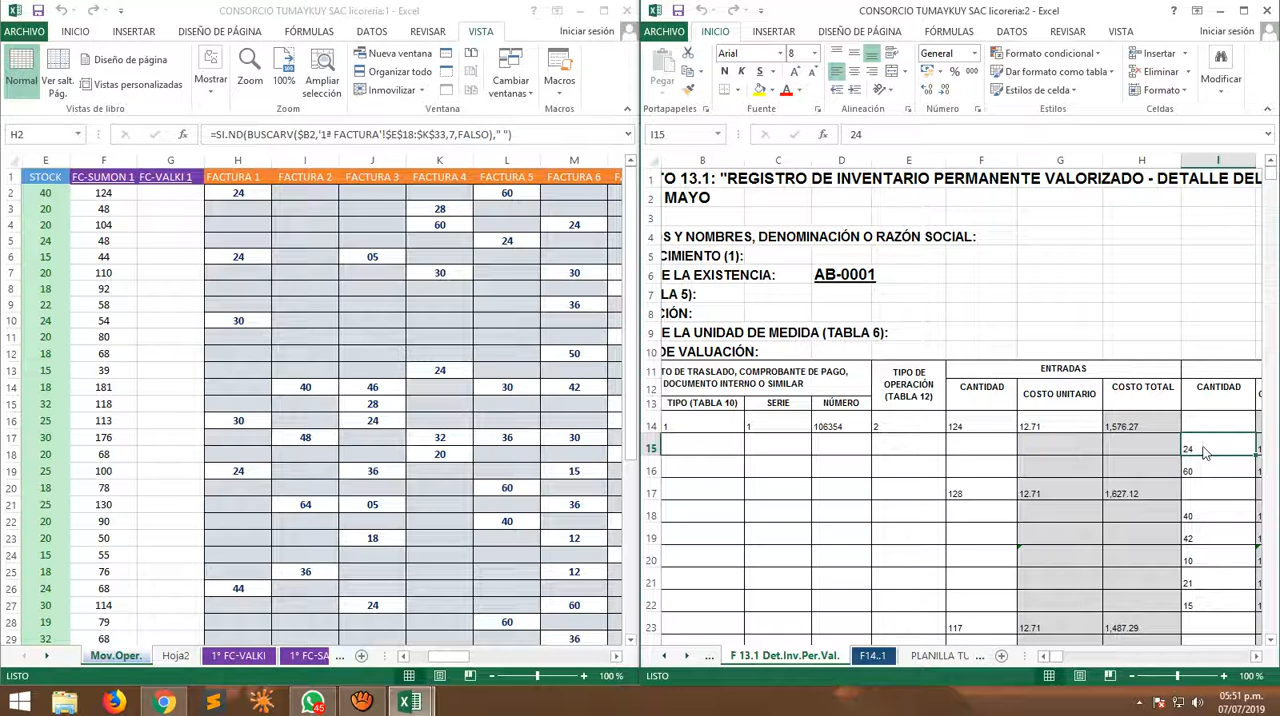 CONSORCIO TUMAYKUY SAC licoreria:1 - Excel
ARCHIVO INICIO INSERTAR DISEÑO DE PÁGINA FÓRMULAS DATOS REVISAR VISTA Iniciar sesión
Normal Ver salt. Pág. Diseño de página Vistas personalizadas Mostrar Zoom 100% Ampliar selección Nueva ventana Organizar todo Inmovilizar Cambiar ventanas Macros
Vistas de libro Zoom Ventana Macros
H2 =SI.ND(BUSCARV($B2,'1ª FACTURA'!$E$18:$K$33,7,FALSO)," ")
E F G H I J K L M
1 STOCK FC-SUMON 1 FC-VALKI 1 FACTURA 1 FACTURA 2 FACTURA 3 FACTURA 4 FACTURA 5 FACTURA 6
2 40 124 24 60
3 20 48 28
4 20 104 60 24
5 24 48 24
6 15 44 24 05
7 20 110 30 30
8 18 92
9 22 58 36
10 24 54 30
11 20 80
12 18 68 50
13 15 39 24
14 18 181 40 46 30 42
15 32 118 28
16 25 113 30 24
17 30 176 48 32 36 30
18 20 68 20
19 25 100 24 36 15
20 18 78 60
21 25 130 64 05 36
22 20 90 40
23 20 50 18 12
24 15 55
25 18 76 36 12
26 24 68 44
27 30 114 24 60
28 19 79 60
29 32 68 36
Mov.Oper. Hoja2 1° FC-VALKI 1° FC-SA ...
LISTO 100 %
CONSORCIO TUMAYKUY SAC licoreria:2 - Excel
ARCHIVO INICIO INSERTAR DISEÑO DE PÁGINA FÓRMULAS DATOS REVISAR VISTA Iniciar sesión
Pegar Arial 8 N K S General Formato condicional Dar formato como tabla Estilos de celda Insertar Eliminar Formato Modificar
Portapapeles Fuente Alineación Número Estilos Celdas
I15 24
B C D E F G H I
1 TO 13.1: "REGISTRO DE INVENTARIO PERMANENTE VALORIZADO - DETALLE DEL
2 MAYO
3
4 OS Y NOMBRES, DENOMINACIÓN O RAZÓN SOCIAL:
5 CIMIENTO (1):
6 E LA EXISTENCIA: AB-0001
7 LA 5):
8 CIÓN:
9 E LA UNIDAD DE MEDIDA (TABLA 6):
10 DE VALUACIÓN:
11 TO DE TRASLADO, COMPROBANTE DE PAGO, TIPO DE OPERACIÓN (TABLA 12) ENTRADAS
12 DOCUMENTO INTERNO O SIMILAR CANTIDAD COSTO UNITARIO COSTO TOTAL CANTIDAD
13 TIPO (TABLA 10) SERIE NÚMERO
14 1 1 106354 2 124 12.71 1,576.27
15 24
16 60
17 128 12.71 1,627.12
18 40
19 42
20 10
21 21
22 15
23 117 12.71 1,487.29
... F 13.1 Det.Inv.Per.Val. F14..1 PLANILLA TU ...
LISTO 100 %
45
05:51 p.m.
07/07/2019